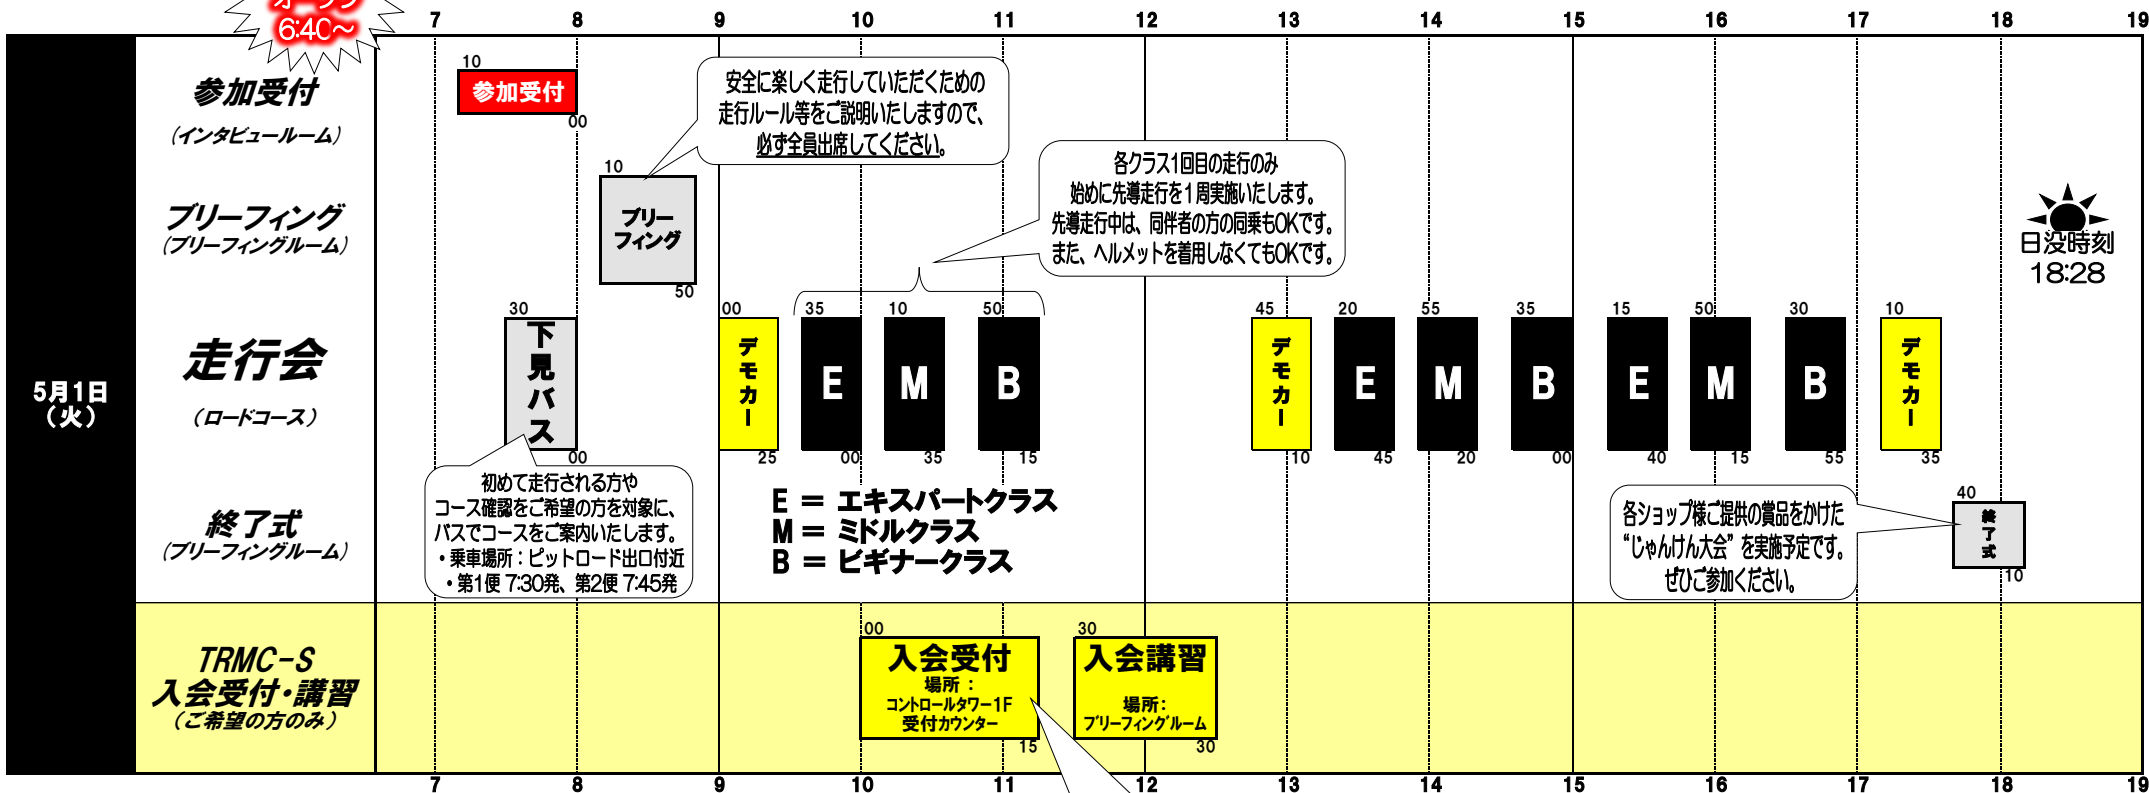 オープン
6:40～
7 8 9 10 11 12 13 14 15 16 17 18 19
5月1日
（火）
参加受付
（インタビュールーム）
10
参加受付
00
安全に楽しく走行していただくための
走行ルール等をご説明いたしますので、
必ず全員出席してください。
ブリーフィング
（ブリーフィングルーム）
10
ブリー
フィング
50
各クラス1回目の走行のみ
始めに先導走行を1周実施いたします。
先導走行中は、同伴者の方の同乗もOKです。
また、ヘルメットを着用しなくてもOKです。
日没時刻
18:28
走行会
（ロードコース）
30
下見バス
00
00
デモカー
25
35
E
00
10
M
35
50
B
15
45
デモカー
10
20
E
45
55
M
20
35
B
00
15
E
40
50
M
15
30
B
55
10
デモカー
35
初めて走行される方や
コース確認をご希望の方を対象に、
バスでコースをご案内いたします。
・乗車場所：ピットロード出口付近
・第1便 7:30発、第2便 7:45発
E ＝ エキスパートクラス
M ＝ ミドルクラス
B ＝ ビギナークラス
終了式
（ブリーフィングルーム）
各ショップ様ご提供の賞品をかけた
“じゃんけん大会”を実施予定です。
ぜひご参加ください。
40
終了式
10
TRMC-S
入会受付・講習
（ご希望の方のみ）
00
入会受付
場所：
コントロールタワー1F
受付カウンター
15
30
入会講習
場所：
ブリーフィングルーム
30
7 8 9 10 11 12 13 14 15 16 17 18 19